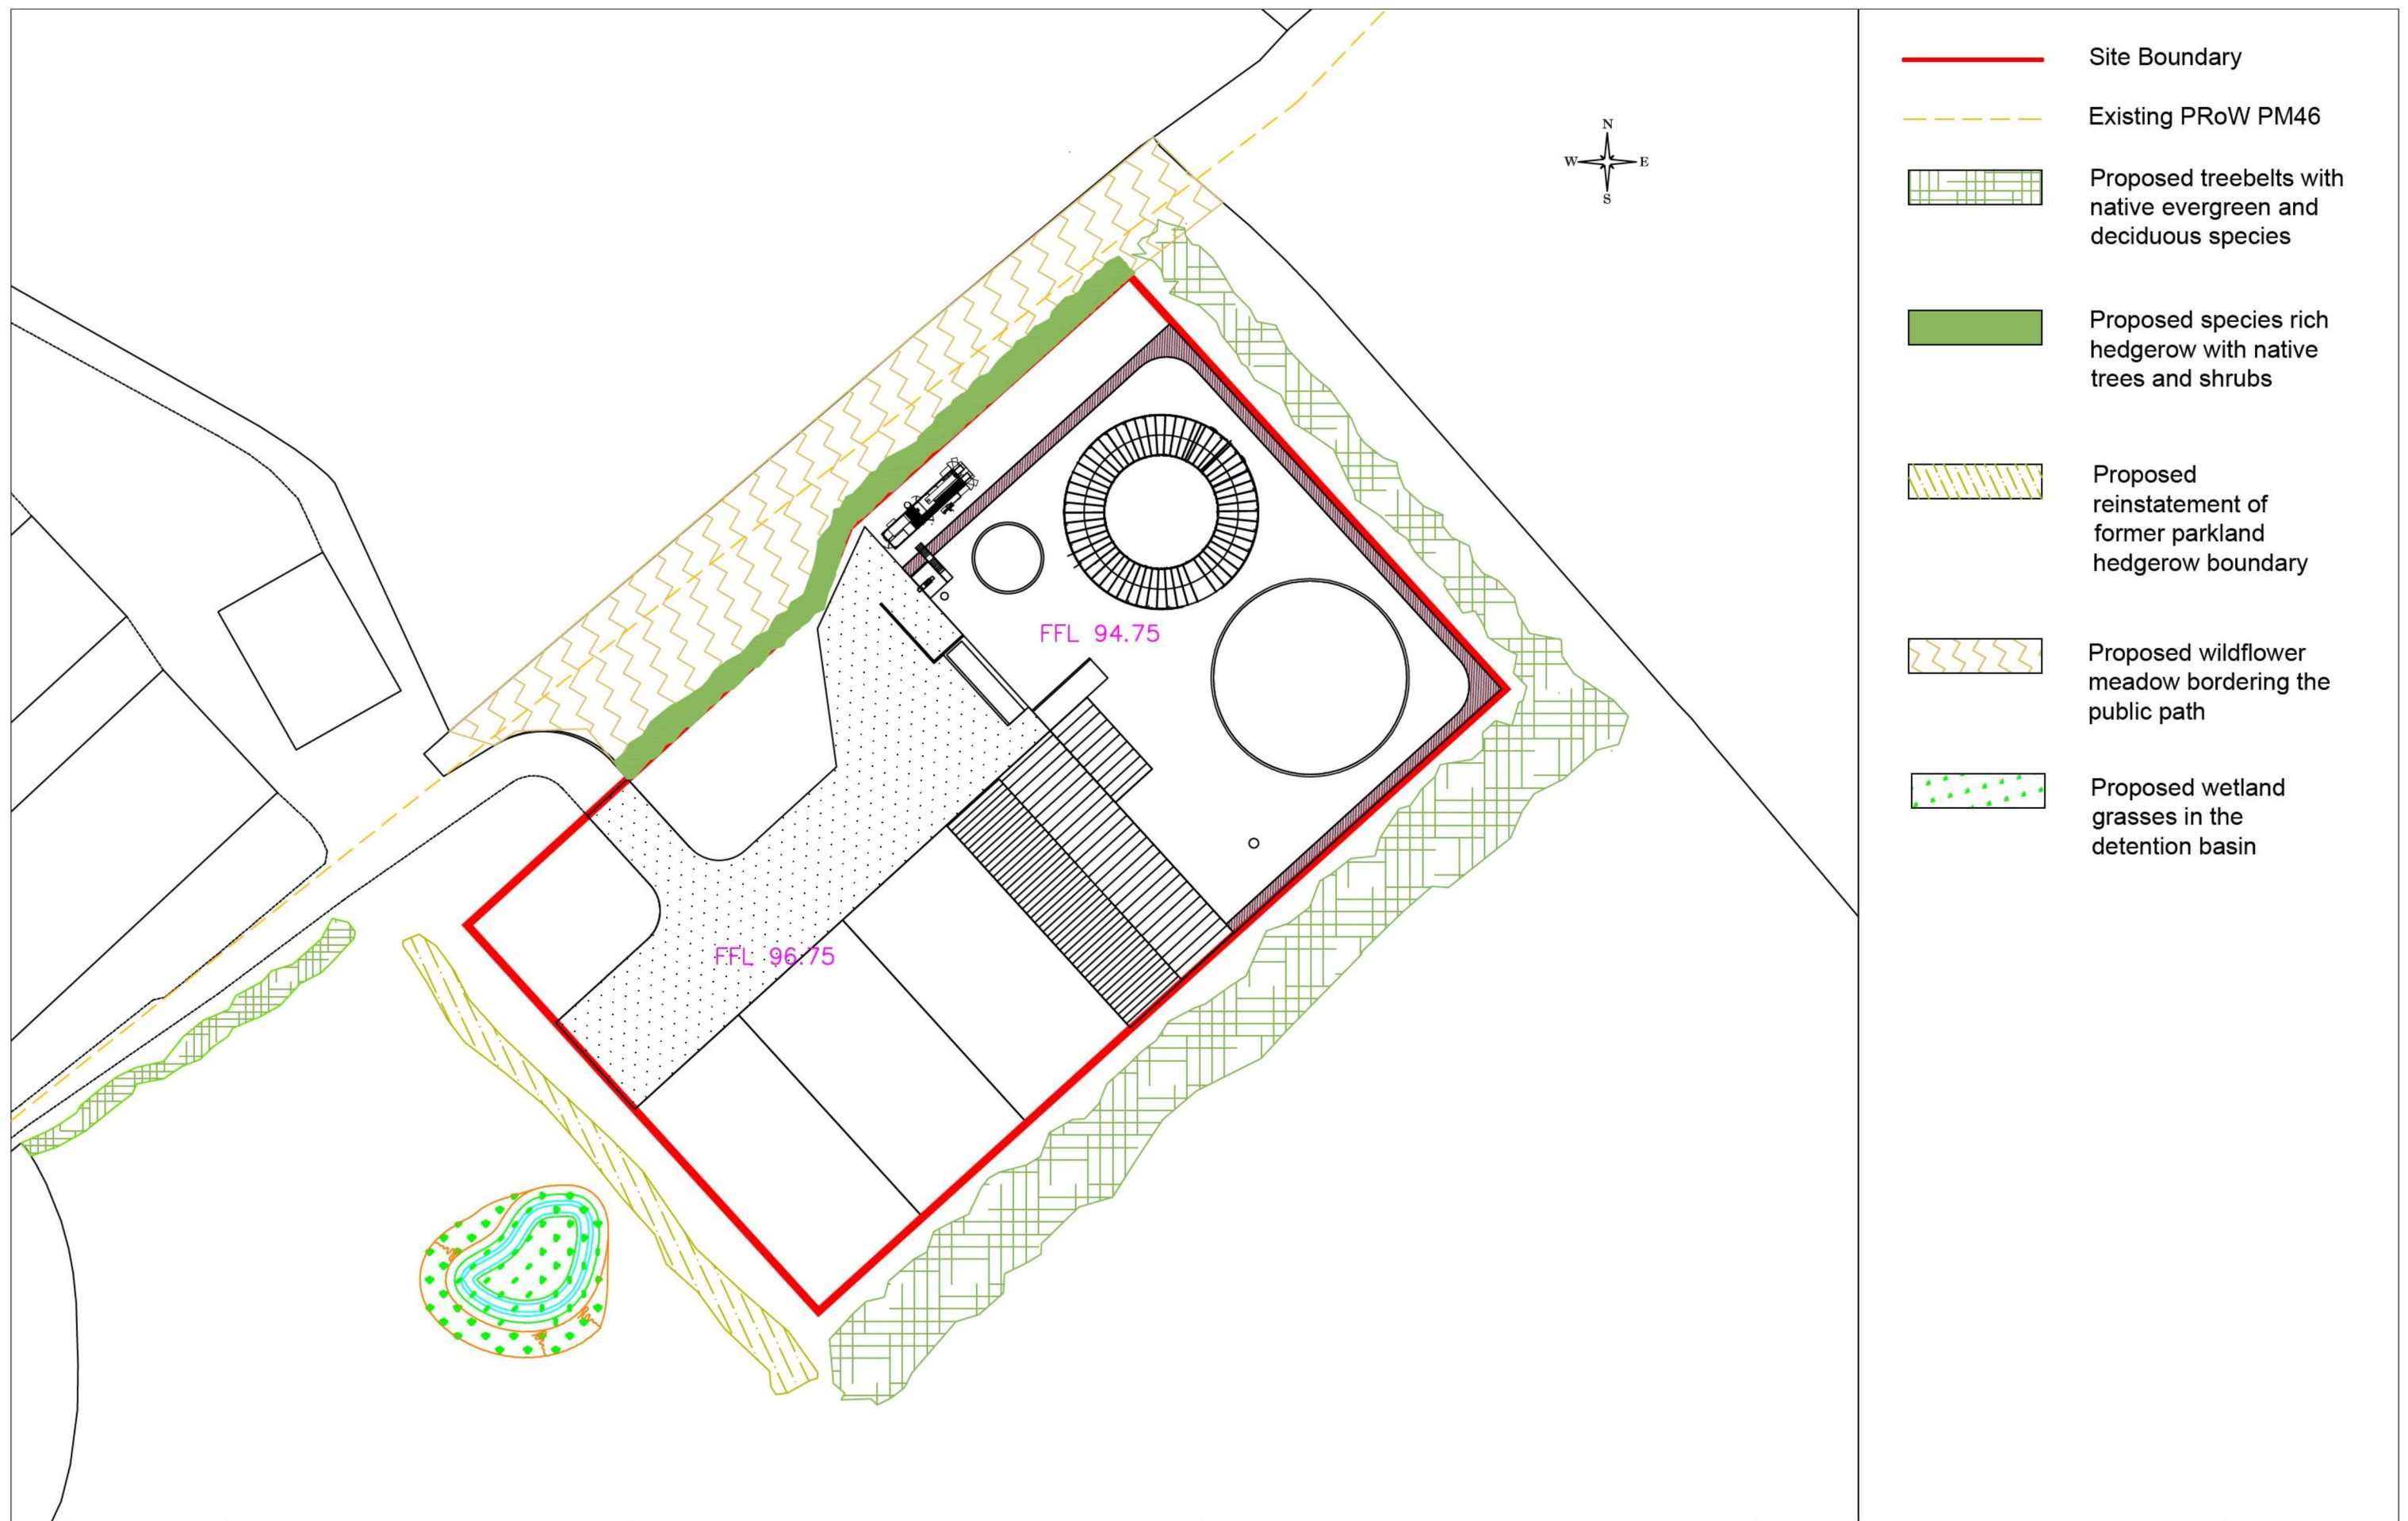 N
W E
S
FFL 94.75
FFL 96.75
Site Boundary
Existing PRoW PM46
Proposed treebelts with
native evergreen and
deciduous species
Proposed species rich
hedgerow with native
trees and shrubs
Proposed
reinstatement of
former parkland
hedgerow boundary
Proposed wildflower
meadow bordering the
public path
Proposed wetland
grasses in the
detention basin